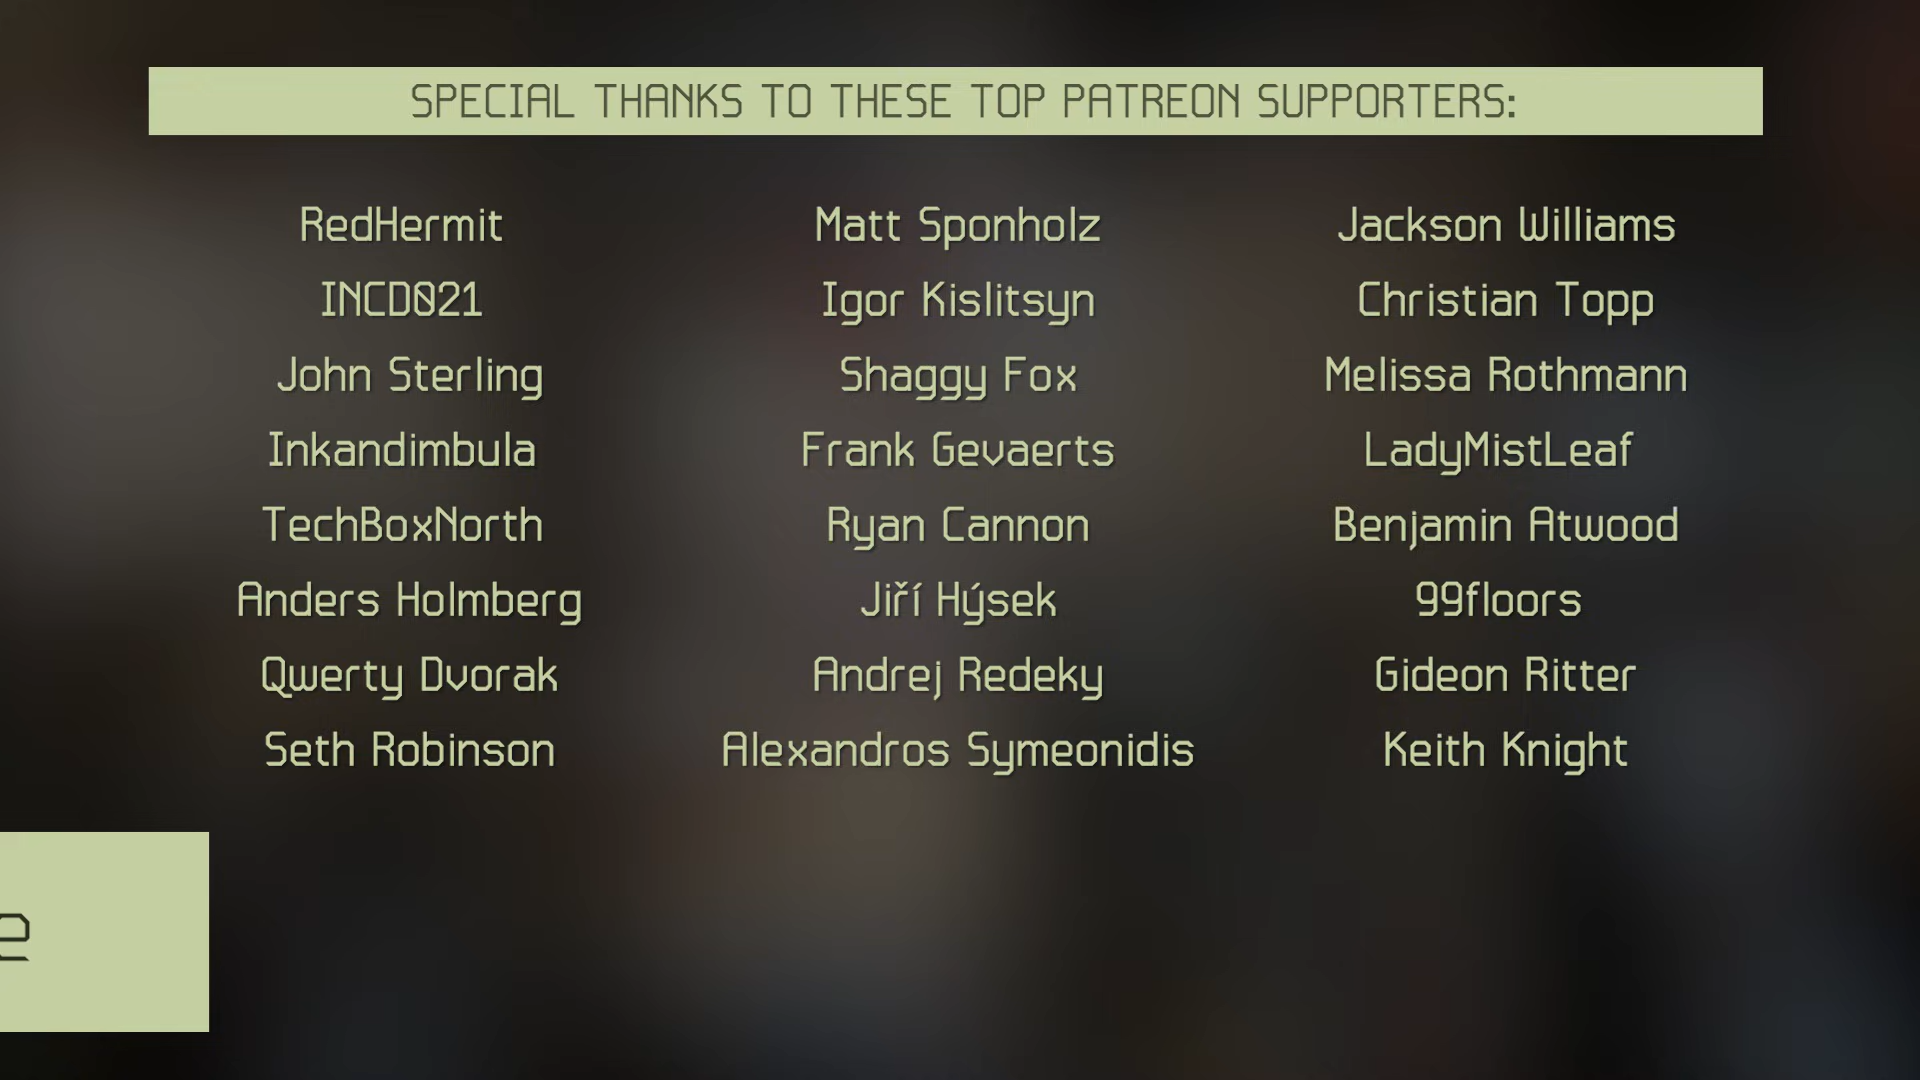 SPECIAL THANKS TO THESE TOP PATREON SUPPORTERS:
RedHermit
INCD021
John Sterling
Inkandimbula
TechBoxNorth
Anders Holmberg
Qwerty Dvorak
Seth Robinson
Matt Sponholz
Igor Kislitsyn
Shaggy Fox
Frank Gevaerts
Ryan Cannon
Jiří Hýsek
Andrej Redeky
Alexandros Symeonidis
Jackson Williams
Christian Topp
Melissa Rothmann
LadyMistLeaf
Benjamin Atwood
99floors
Gideon Ritter
Keith Knight